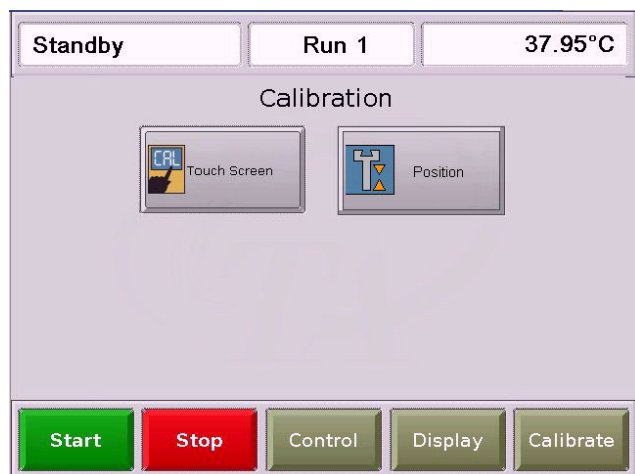 Standby Run 1 37.95°C
Calibration
CAL Touch Screen Position
Start Stop Control Display Calibrate